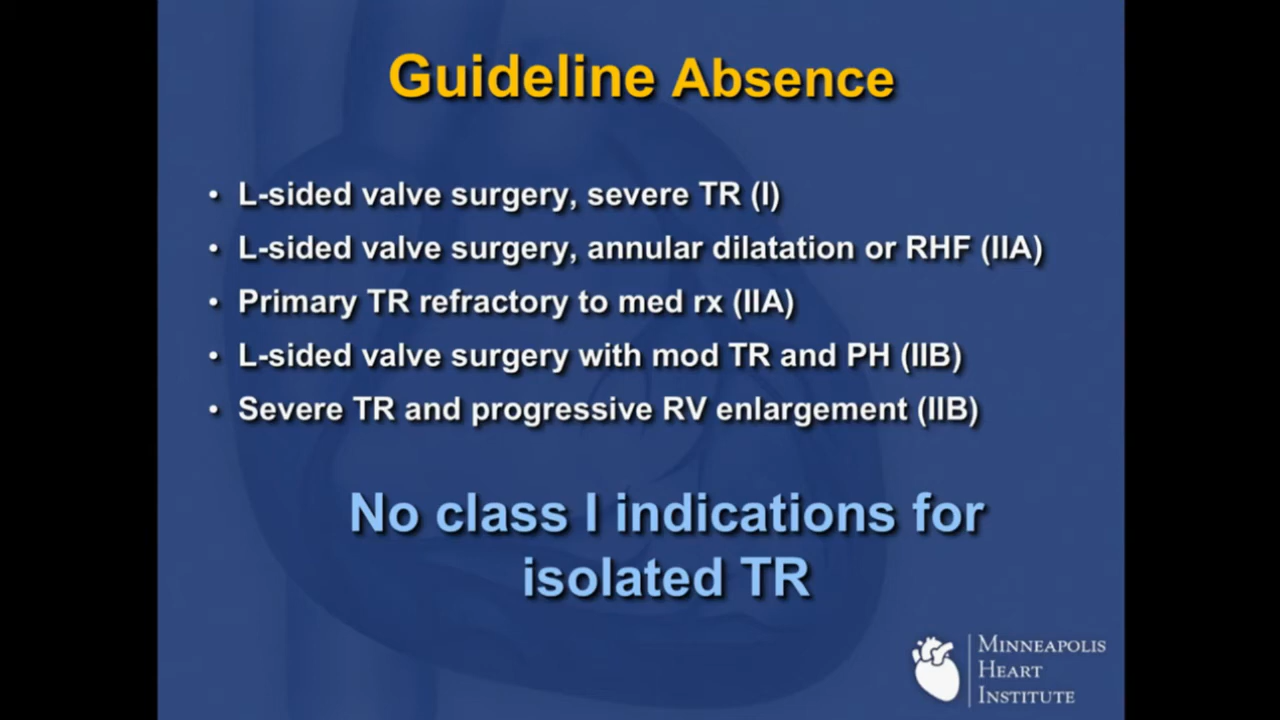 Guideline Absence
• L-sided valve surgery, severe TR (I)
• L-sided valve surgery, annular dilatation or RHF (IIA)
• Primary TR refractory to med rx (IIA)
• L-sided valve surgery with mod TR and PH (IIB)
• Severe TR and progressive RV enlargement (IIB)
No class I indications for
isolated TR
MINNEAPOLIS
HEART
INSTITUTE